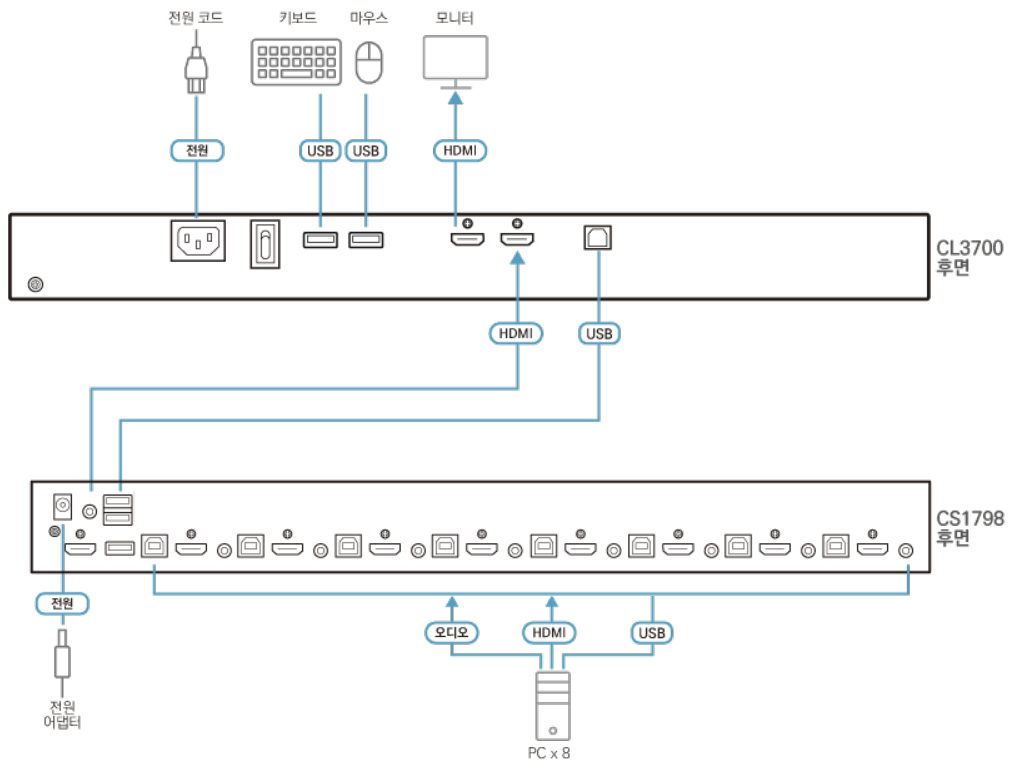 전원 코드
키보드
마우스
모니터
전원
USB
USB
HDMI
CL3700
후면
HDMI
USB
CS1798
후면
전원
오디오
HDMI
USB
전원
어댑터
PC x 8